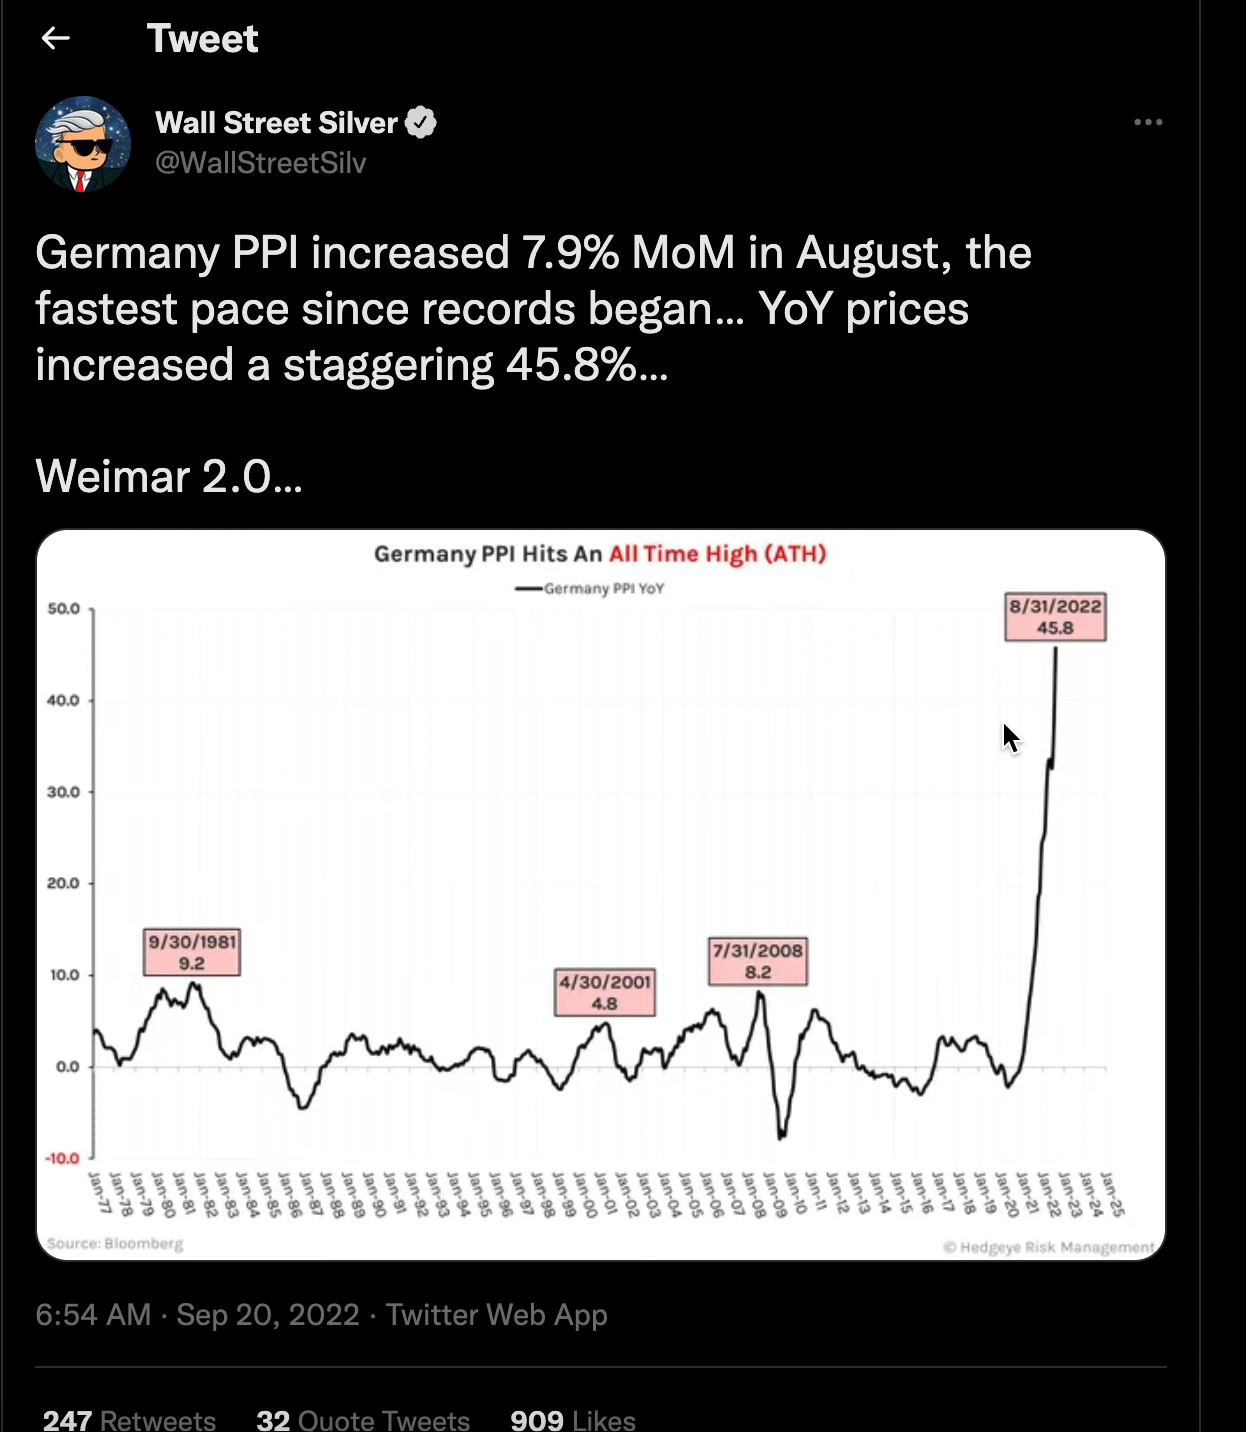 Tweet
Wall Street Silver
@WallStreetSilv
Germany PPI increased 7.9% MoM in August, the
fastest pace since records began... YoY prices
increased a staggering 45.8%...
Weimar 2.0...
Germany PPI Hits An All Time High (ATH)
Germany PPI YoY
50.0
40.0
30.0
20.0
10.0
0.0
-10.0
8/31/2022
45.8
9/30/1981
9.2
4/30/2001
4.8
7/31/2008
8.2
Jan-77
Jan-78
Jan-79
Jan-80
Jan-81
Jan-82
Jan-83
Jan-84
Jan-85
Jan-86
Jan-87
Jan-88
Jan-89
Jan-90
Jan-91
Jan-92
Jan-93
Jan-94
Jan-95
Jan-96
Jan-97
Jan-98
Jan-99
Jan-00
Jan-01
Jan-02
Jan-03
Jan-04
Jan-05
Jan-06
Jan-07
Jan-08
Jan-09
Jan-10
Jan-11
Jan-12
Jan-13
Jan-14
Jan-15
Jan-16
Jan-17
Jan-18
Jan-19
Jan-20
Jan-21
Jan-22
Jan-23
Jan-24
Jan-25
Source: Bloomberg
© Hedgeye Risk Management
6:54 AM · Sep 20, 2022 · Twitter Web App
247 Retweets 32 Quote Tweets 909 Likes